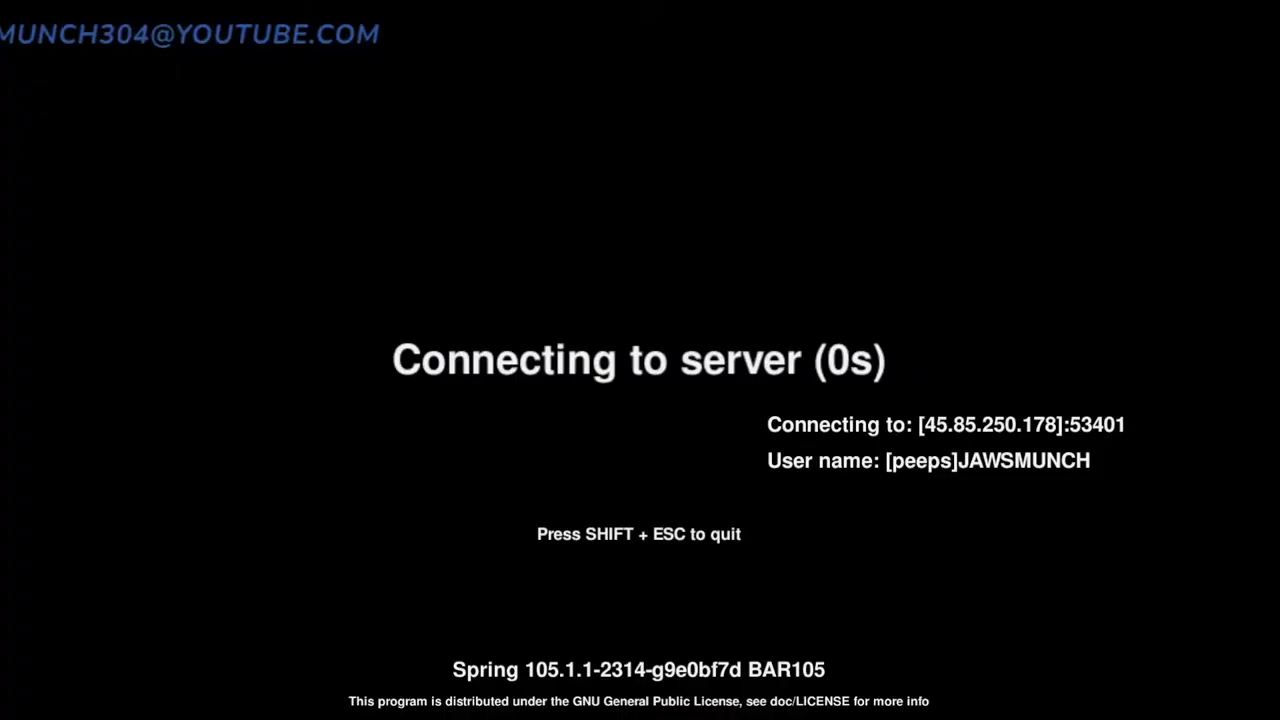 MUNCH304@YOUTUBE.COM
Connecting to server (0s)
Connecting to: [45.85.250.178]:53401
User name: [peeps]JAWSMUNCH
Press SHIFT + ESC to quit
Spring 105.1.1-2314-g9e0bf7d BAR105
This program is distributed under the GNU General Public License, see doc/LICENSE for more info